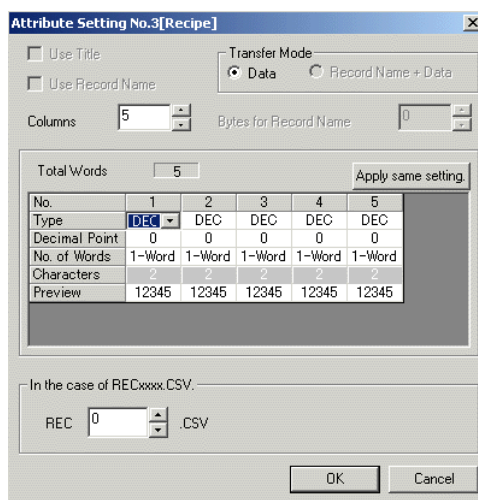 Attribute Setting No.3[Recipe]
Use Title
Use Record Name
Transfer Mode
Data Record Name + Data
Columns 5 Bytes for Record Name 0
Total Words 5 Apply same setting.
No. 1 2 3 4 5
Type DEC DEC DEC DEC DEC
Decimal Point 0 0 0 0 0
No. of Words 1-Word 1-Word 1-Word 1-Word 1-Word
Characters 2 2 2 2 2
Preview 12345 12345 12345 12345 12345
In the case of RECxxxx.CSV.
REC 0 .CSV
OK Cancel